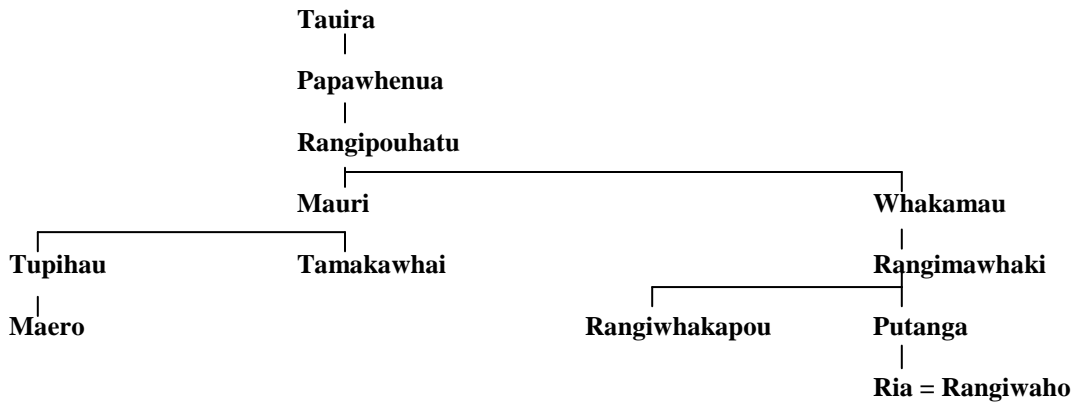 Tauira
Papawhenua
Rangipouhatu
Mauri Whakamau
Tupihau Tamakawhai Rangimawhaki
Maero Rangiwhakapou Putanga
Ria = Rangiwaho